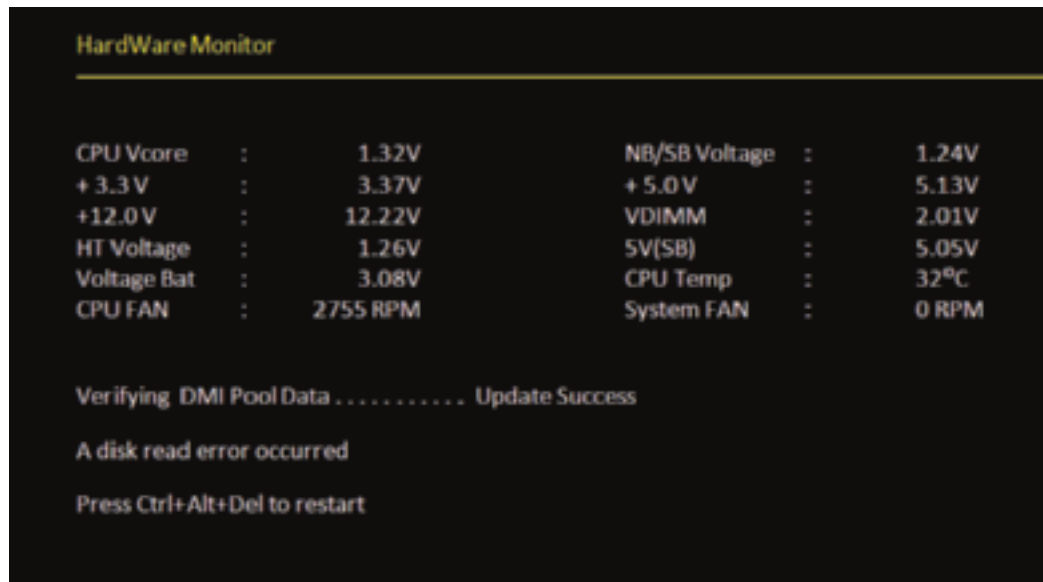 HardWare Monitor
CPU Vcore : 1.32V NB/SB Voltage : 1.24V
+ 3.3 V : 3.37V + 5.0 V : 5.13V
+12.0 V : 12.22V VDIMM : 2.01V
HT Voltage : 1.26V 5V(SB) : 5.05V
Voltage Bat : 3.08V CPU Temp : 32°C
CPU FAN : 2755 RPM System FAN : 0 RPM
Verifying DMI Pool Data . . . . . . . . . . . Update Success
A disk read error occurred
Press Ctrl+Alt+Del to restart